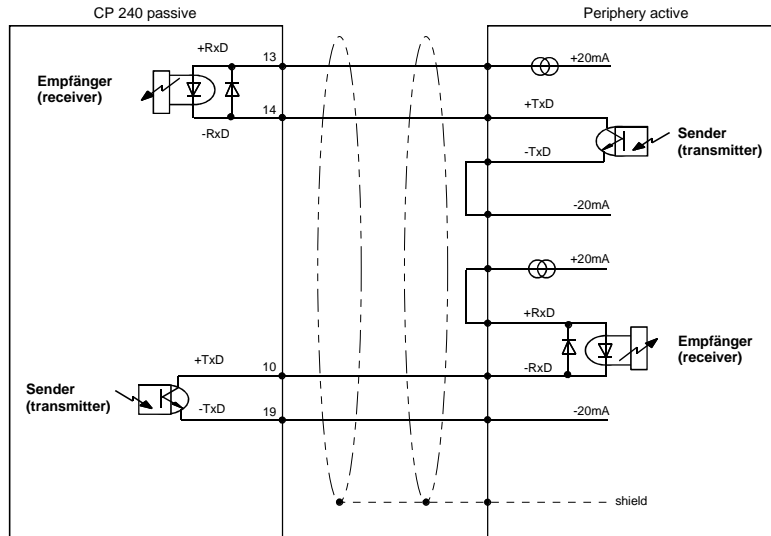 CP 240 passive
Periphery active
+RxD
13
+20mA
Empfänger
(receiver)
14
+TxD
-RxD
Sender
(transmitter)
-TxD
-20mA
+20mA
+RxD
Empfänger
(receiver)
+TxD
10
-RxD
Sender
(transmitter)
-TxD
19
-20mA
shield